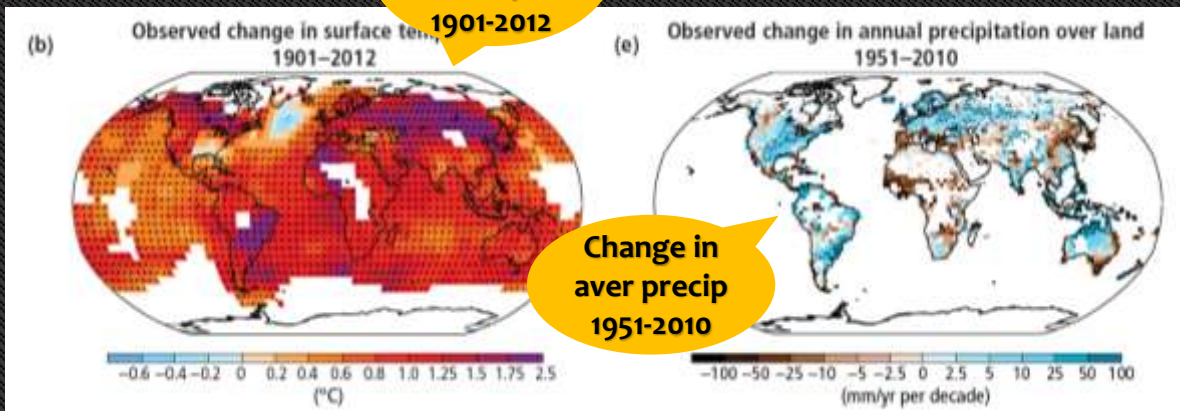 1901-2012
(b)
Observed change in surface
1901–2012
(e)
Observed change in annual precipitation over land
1951–2010
Change in
aver precip
1951-2010
−0.6 −0.4 −0.2 0 0.2 0.4 0.6 0.8 1.0 1.25 1.5 1.75 2.5
(°C)
−100 −50 −25 −10 −5 −2.5 0 2.5 5 10 25 50 100
(mm/yr per decade)